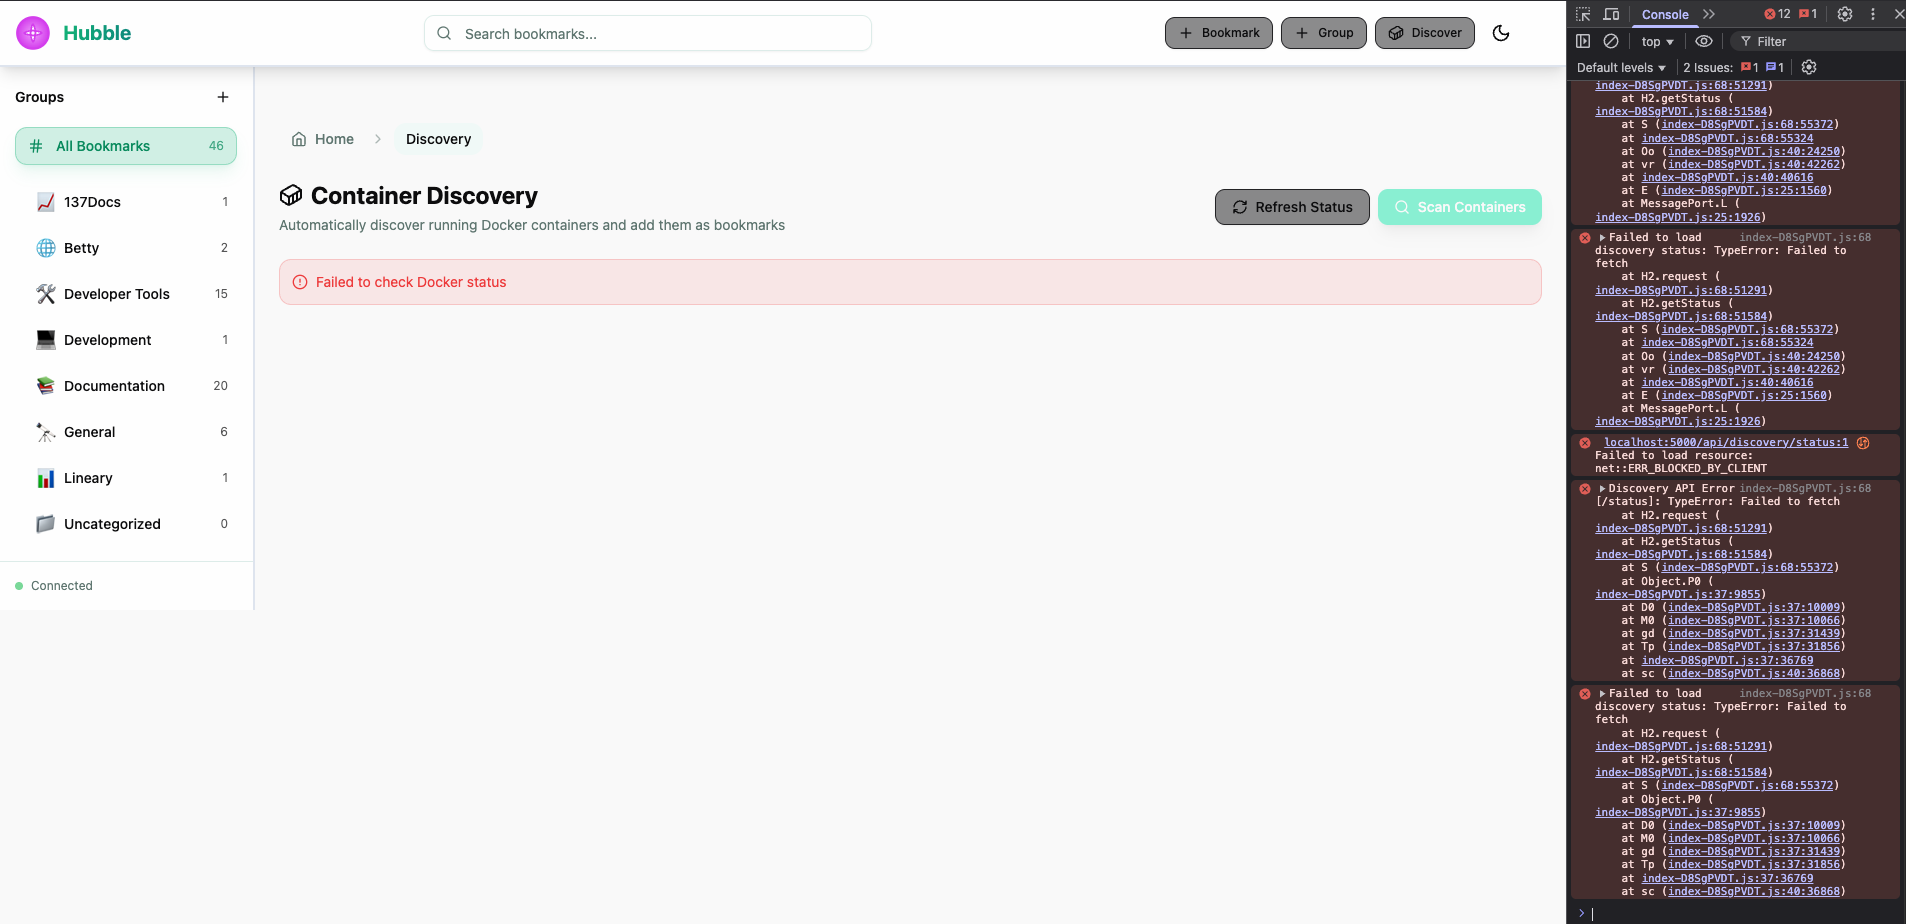 Hubble
Search bookmarks...
Bookmark
Group
Discover
Groups
All Bookmarks 46
137Docs 1
Betty 2
Developer Tools 15
Development 1
Documentation 20
General 6
Lineary 1
Uncategorized 0
Connected
Home
Discovery
Container Discovery
Automatically discover running Docker containers and add them as bookmarks
Refresh Status
Scan Containers
Failed to check Docker status
Console
12
1
top
Filter
Default levels
2 Issues: 1 1
index-D8SgPVDT.js:68:51291)
at H2.getStatus (
index-D8SgPVDT.js:68:51584)
at S (index-D8SgPVDT.js:68:55372)
at index-D8SgPVDT.js:68:55324
at Oo (index-D8SgPVDT.js:40:24250)
at vr (index-D8SgPVDT.js:40:42262)
at index-D8SgPVDT.js:40:40616
at E (index-D8SgPVDT.js:25:1560)
at MessagePort.L (
index-D8SgPVDT.js:25:1926)
Failed to load index-D8SgPVDT.js:68
discovery status: TypeError: Failed to
fetch
at H2.request (
index-D8SgPVDT.js:68:51291)
at H2.getStatus (
index-D8SgPVDT.js:68:51584)
at S (index-D8SgPVDT.js:68:55372)
at index-D8SgPVDT.js:68:55324
at Oo (index-D8SgPVDT.js:40:24250)
at vr (index-D8SgPVDT.js:40:42262)
at index-D8SgPVDT.js:40:40616
at E (index-D8SgPVDT.js:25:1560)
at MessagePort.L (
index-D8SgPVDT.js:25:1926)
localhost:5000/api/discovery/status:1
Failed to load resource:
net::ERR_BLOCKED_BY_CLIENT
Discovery API Error index-D8SgPVDT.js:68
[/status]: TypeError: Failed to fetch
at H2.request (
index-D8SgPVDT.js:68:51291)
at H2.getStatus (
index-D8SgPVDT.js:68:51584)
at S (index-D8SgPVDT.js:68:55372)
at Object.P0 (
index-D8SgPVDT.js:37:9855)
at D0 (index-D8SgPVDT.js:37:10009)
at M0 (index-D8SgPVDT.js:37:10066)
at gd (index-D8SgPVDT.js:37:31439)
at Tp (index-D8SgPVDT.js:37:31856)
at index-D8SgPVDT.js:37:36769
at sc (index-D8SgPVDT.js:40:36868)
Failed to load index-D8SgPVDT.js:68
discovery status: TypeError: Failed to
fetch
at H2.request (
index-D8SgPVDT.js:68:51291)
at H2.getStatus (
index-D8SgPVDT.js:68:51584)
at S (index-D8SgPVDT.js:68:55372)
at Object.P0 (
index-D8SgPVDT.js:37:9855)
at D0 (index-D8SgPVDT.js:37:10009)
at M0 (index-D8SgPVDT.js:37:10066)
at gd (index-D8SgPVDT.js:37:31439)
at Tp (index-D8SgPVDT.js:37:31856)
at index-D8SgPVDT.js:37:36769
at sc (index-D8SgPVDT.js:40:36868)